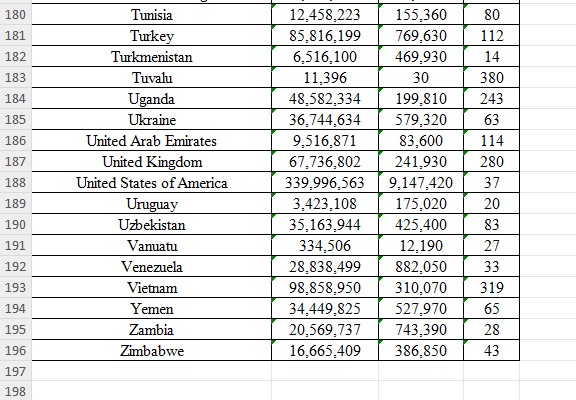 180 Tunisia 12,458,223 155,360 80
181 Turkey 85,816,199 769,630 112
182 Turkmenistan 6,516,100 469,930 14
183 Tuvalu 11,396 30 380
184 Uganda 48,582,334 199,810 243
185 Ukraine 36,744,634 579,320 63
186 United Arab Emirates 9,516,871 83,600 114
187 United Kingdom 67,736,802 241,930 280
188 United States of America 339,996,563 9,147,420 37
189 Uruguay 3,423,108 175,020 20
190 Uzbekistan 35,163,944 425,400 83
191 Vanuatu 334,506 12,190 27
192 Venezuela 28,838,499 882,050 33
193 Vietnam 98,858,950 310,070 319
194 Yemen 34,449,825 527,970 65
195 Zambia 20,569,737 743,390 28
196 Zimbabwe 16,665,409 386,850 43
197
198